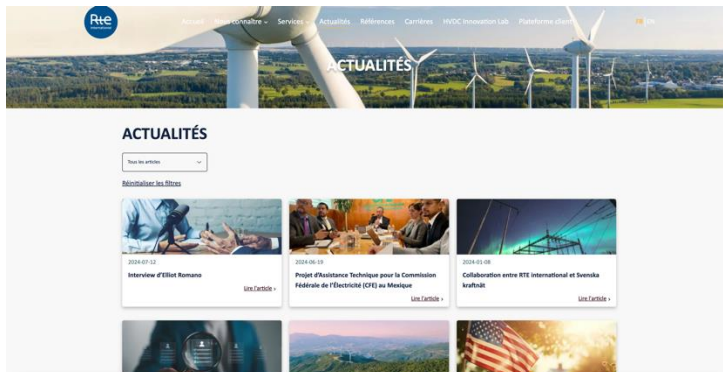 Rte
international
Accueil Nous connaître Services Actualités Références Carrières HVDC Innovation Lab Plateforme client FR EN
ACTUALITÉS
ACTUALITÉS
Tous les articles
Réinitialiser les filtres
2024-07-12
Interview d'Elliot Romano
Lire l'article ›
2024-06-19
Projet d'Assistance Technique pour la Commission
Fédérale de l'Électricité (CFE) au Mexique
Lire l'article ›
2024-01-08
Collaboration entre RTE international et Svenska
kraftnät
Lire l'article ›